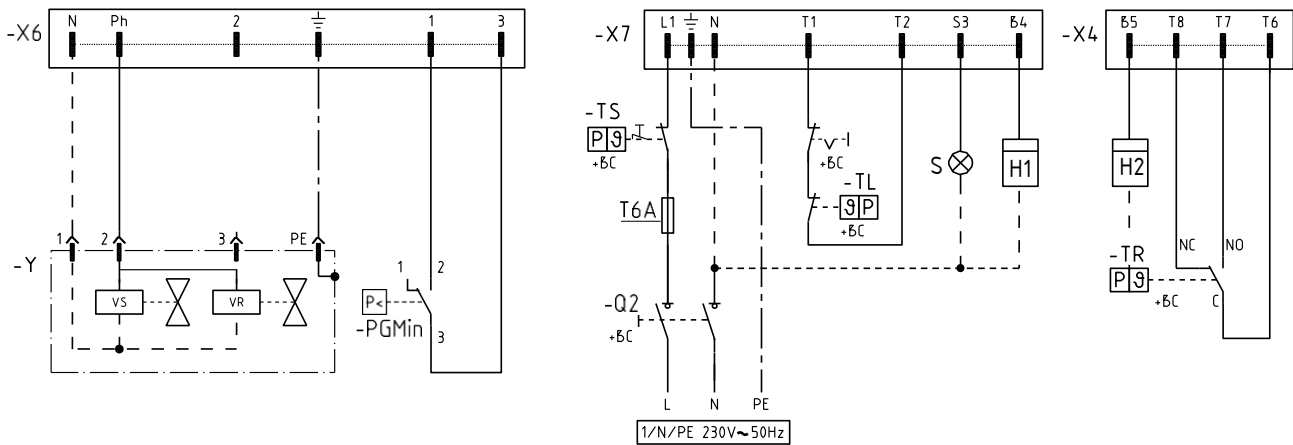 -X6
N Ph 2 1 3
1 2 3 PE
-Y
VS VR
1 2
P<
-PGMin
3
-X7
L1 N T1 T2 S3 B4
-TS
P ϑ
+BC
+BC
-TL
ϑ P
+BC
T6A
S
H1
-Q2
+BC
L N PE
1/N/PE 230V~50Hz
-X4
B5 T8 T7 T6
H2
NC NO
-TR
P ϑ
+BC
C